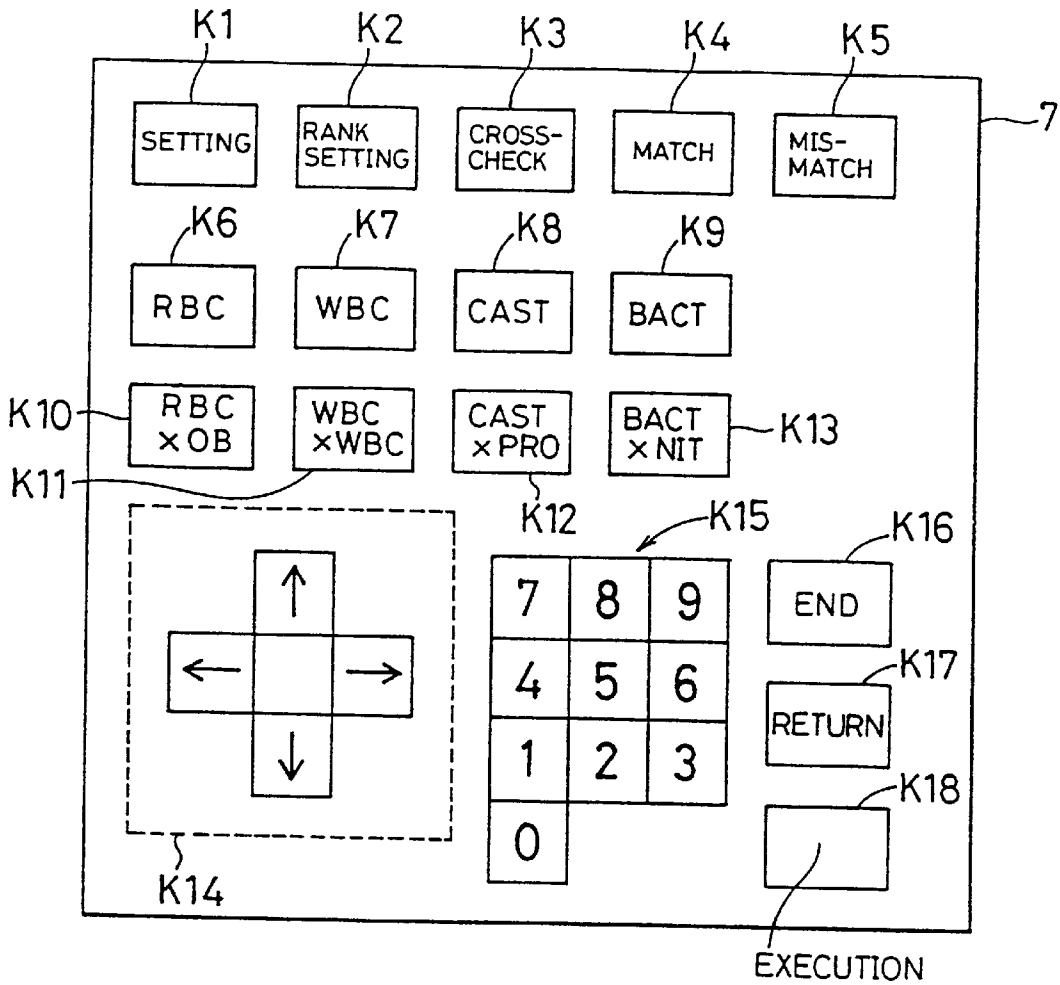 K1
K2
K3
K4
K5
7
SETTING
RANK
SETTING
CROSS-
CHECK
MATCH
MIS-
MATCH
K6
K7
K8
K9
RBC
WBC
CAST
BACT
K10
RBC
×OB
WBC
×WBC
CAST
×PRO
BACT
×NIT
K13
K11
K12
K15
K16
↑
← →
↓
7 8 9
4 5 6
1 2 3
0
END
K17
RETURN
K18
K14
EXECUTION